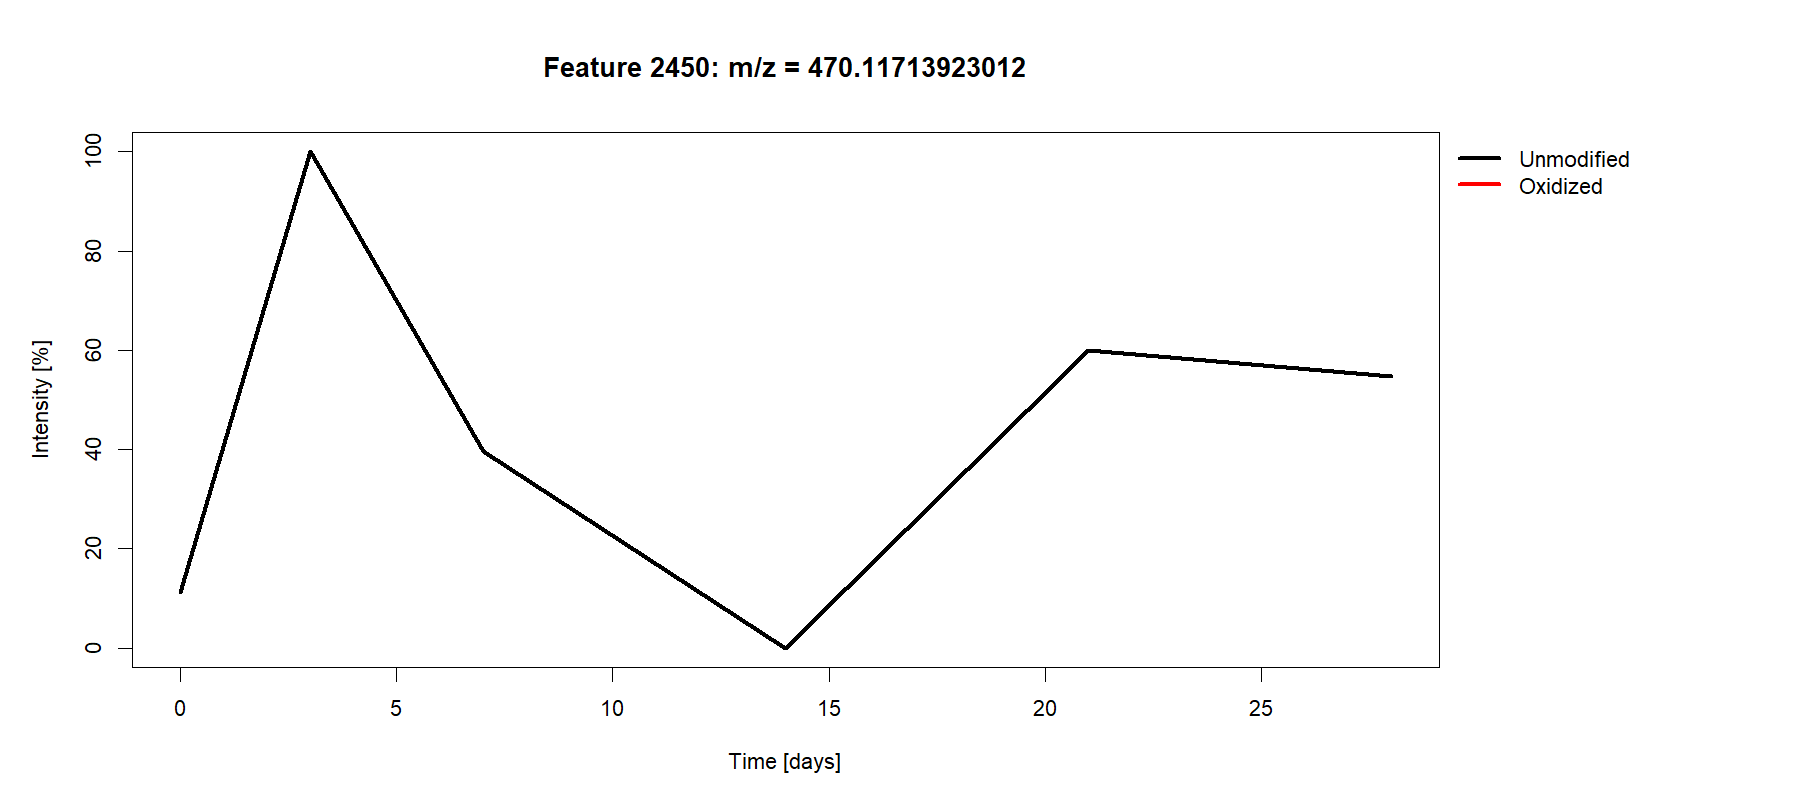 Feature 2450: m/z = 470.11713923012
Unmodified
Oxidized
Intensity [%]
100
80
60
40
20
0
0 5 10 15 20 25
Time [days]